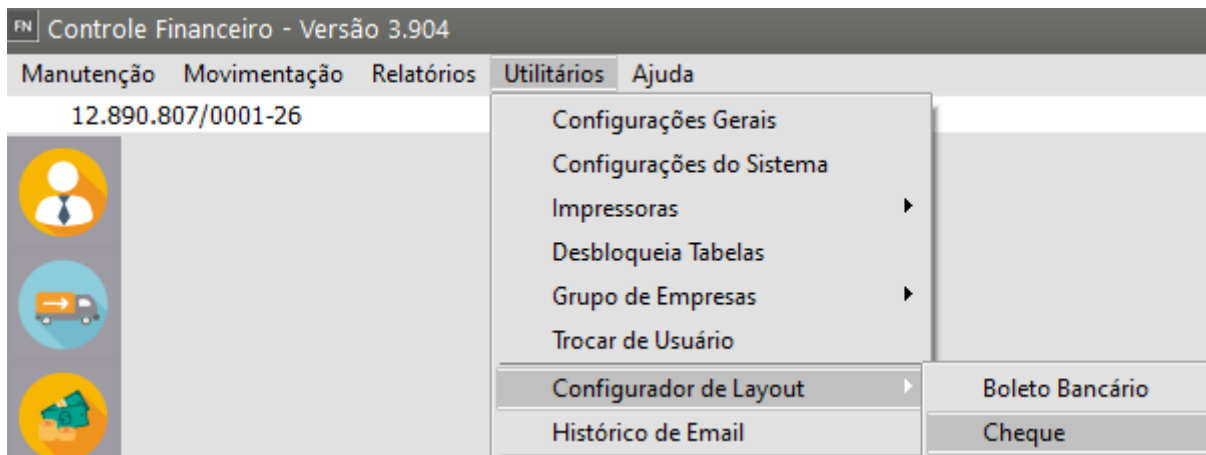 FN Controle Financeiro - Versão 3.904
Manutenção Movimentação Relatórios Utilitários Ajuda
12.890.807/0001-26
Configurações Gerais
Configurações do Sistema
Impressoras
Desbloqueia Tabelas
Grupo de Empresas
Trocar de Usuário
Configurador de Layout
Boleto Bancário
Histórico de Email
Cheque